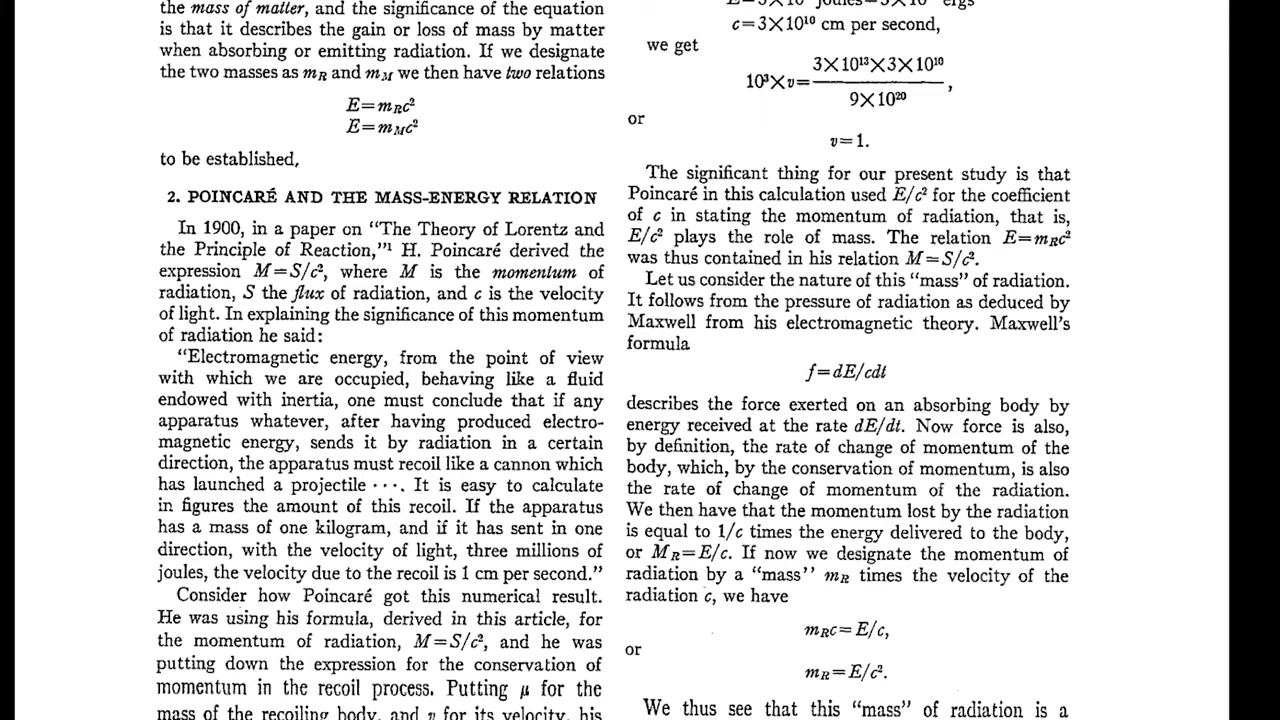 the mass of matter, and the significance of the equation
is that it describes the gain or loss of mass by matter
when absorbing or emitting radiation. If we designate
the two masses as mR and mM we then have two relations
E=mRc²
E=mMc²
to be established,
2. POINCARÉ AND THE MASS-ENERGY RELATION
In 1900, in a paper on “The Theory of Lorentz and
the Principle of Reaction,”¹ H. Poincaré derived the
expression M=S/c², where M is the momentum of
radiation, S the flux of radiation, and c is the velocity
of light. In explaining the significance of this momentum
of radiation he said:
“Electromagnetic energy, from the point of view
with which we are occupied, behaving like a fluid
endowed with inertia, one must conclude that if any
apparatus whatever, after having produced electro-
magnetic energy, sends it by radiation in a certain
direction, the apparatus must recoil like a cannon which
has launched a projectile ···. It is easy to calculate
in figures the amount of this recoil. If the apparatus
has a mass of one kilogram, and if it has sent in one
direction, with the velocity of light, three millions of
joules, the velocity due to the recoil is 1 cm per second.”
Consider how Poincaré got this numerical result.
He was using his formula, derived in this article, for
the momentum of radiation, M=S/c², and he was
putting down the expression for the conservation of
momentum in the recoil process. Putting μ for the
mass of the recoiling body, and v for its velocity, his
c=3×10¹⁰ cm per second,
we get
3×10¹³×3×10¹⁰
10³×v=
9×10²⁰ ,
or
v=1.
The significant thing for our present study is that
Poincaré in this calculation used E/c² for the coefficient
of c in stating the momentum of radiation, that is,
E/c² plays the role of mass. The relation E=mRc²
was thus contained in his relation M=S/c².
Let us consider the nature of this “mass” of radiation.
It follows from the pressure of radiation as deduced by
Maxwell from his electromagnetic theory. Maxwell’s
formula
f=dE/cdt
describes the force exerted on an absorbing body by
energy received at the rate dE/dt. Now force is also,
by definition, the rate of change of momentum of the
body, which, by the conservation of momentum, is also
the rate of change of momentum of the radiation.
We then have that the momentum lost by the radiation
is equal to 1/c times the energy delivered to the body,
or MR=E/c. If now we designate the momentum of
radiation by a “mass” mR times the velocity of the
radiation c, we have
mRc=E/c,
or
mR=E/c².
We thus see that this “mass” of radiation is a